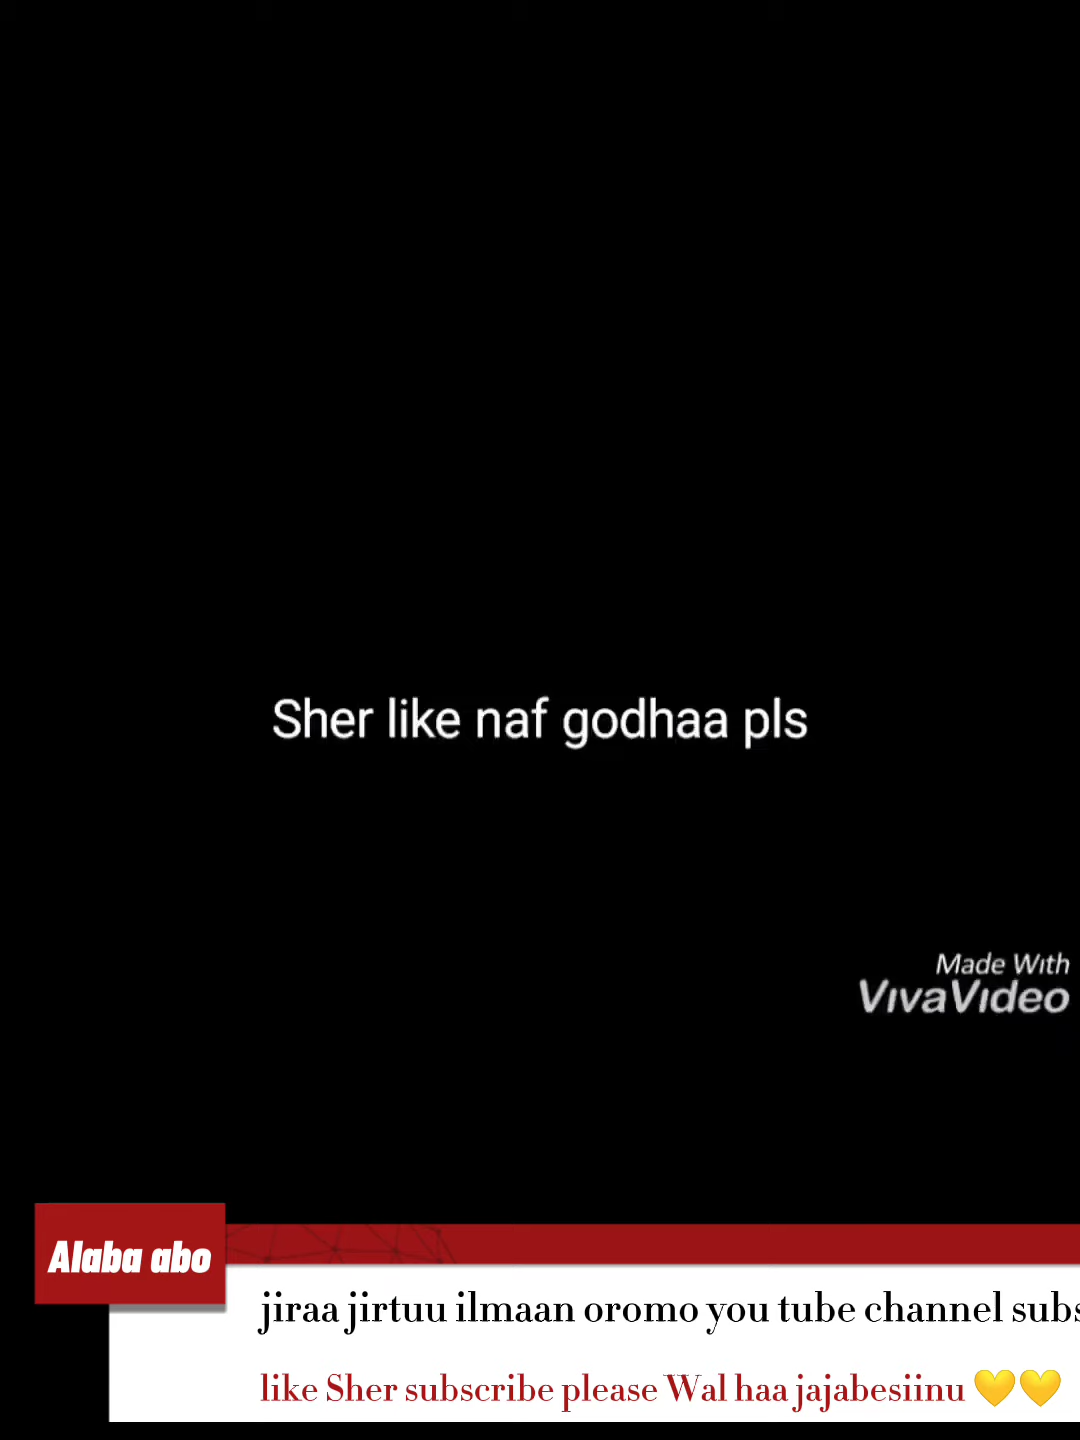 Sher like naf godhaa pls
Made With
VivaVideo
Alaba abo
jiraa jirtuu ilmaan oromo you tube channel subs
like Sher subscribe please Wal haa jajabesiinu 💛💛